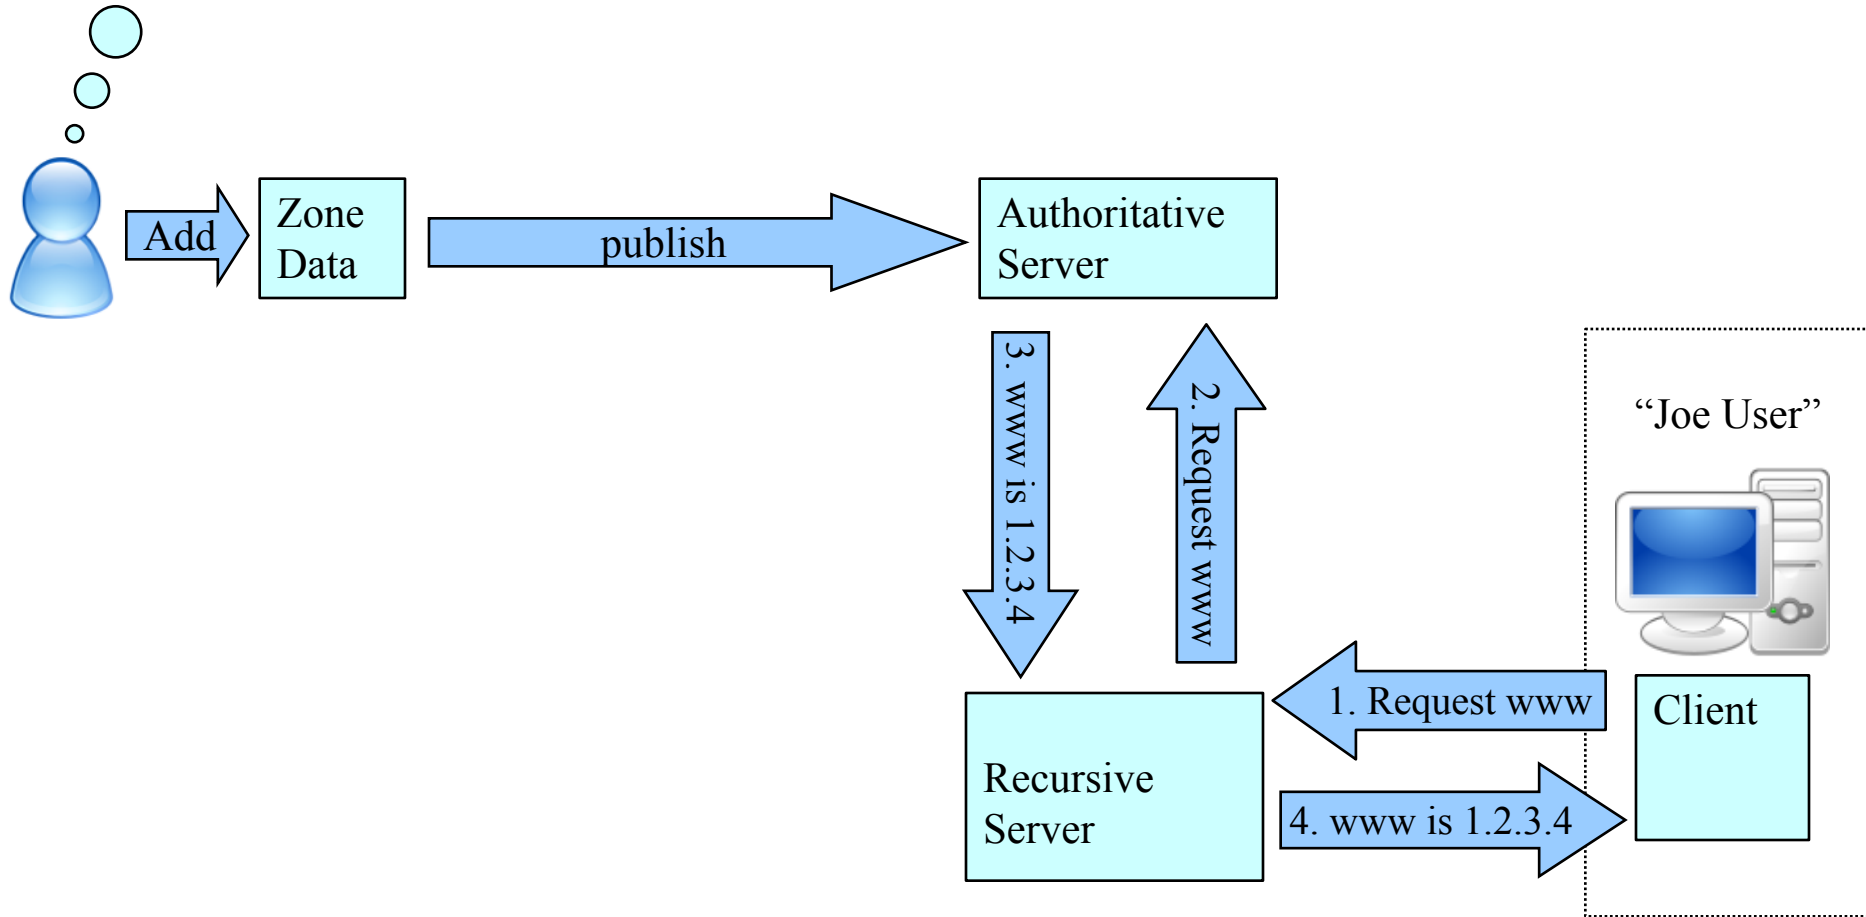 Add
Zone
Data
publish
Authoritative
Server
3. www is 1.2.3.4
2. Request www
“Joe User”
1. Request www
Client
Recursive
Server
4. www is 1.2.3.4